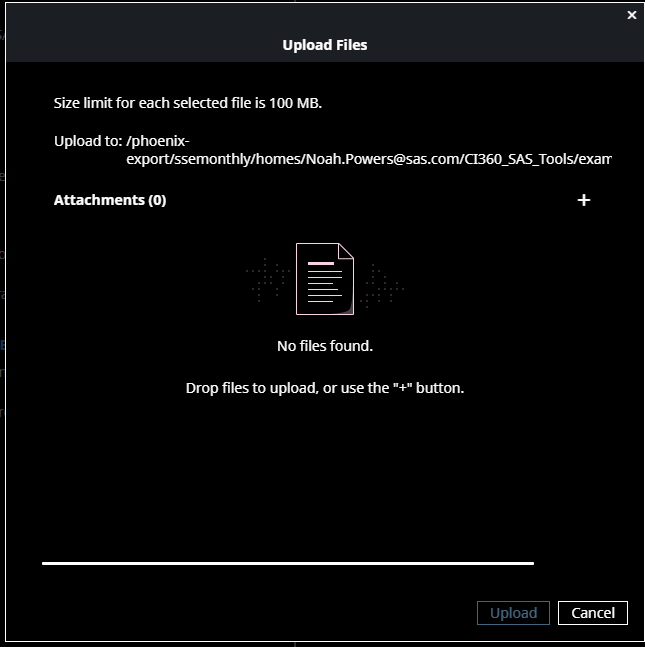 Upload Files
Size limit for each selected file is 100 MB.
Upload to: /phoenix-
export/ssemonthly/homes/Noah.Powers@sas.com/CI360_SAS_Tools/exam
Attachments (0)
No files found.
Drop files to upload, or use the "+" button.
Upload
Cancel